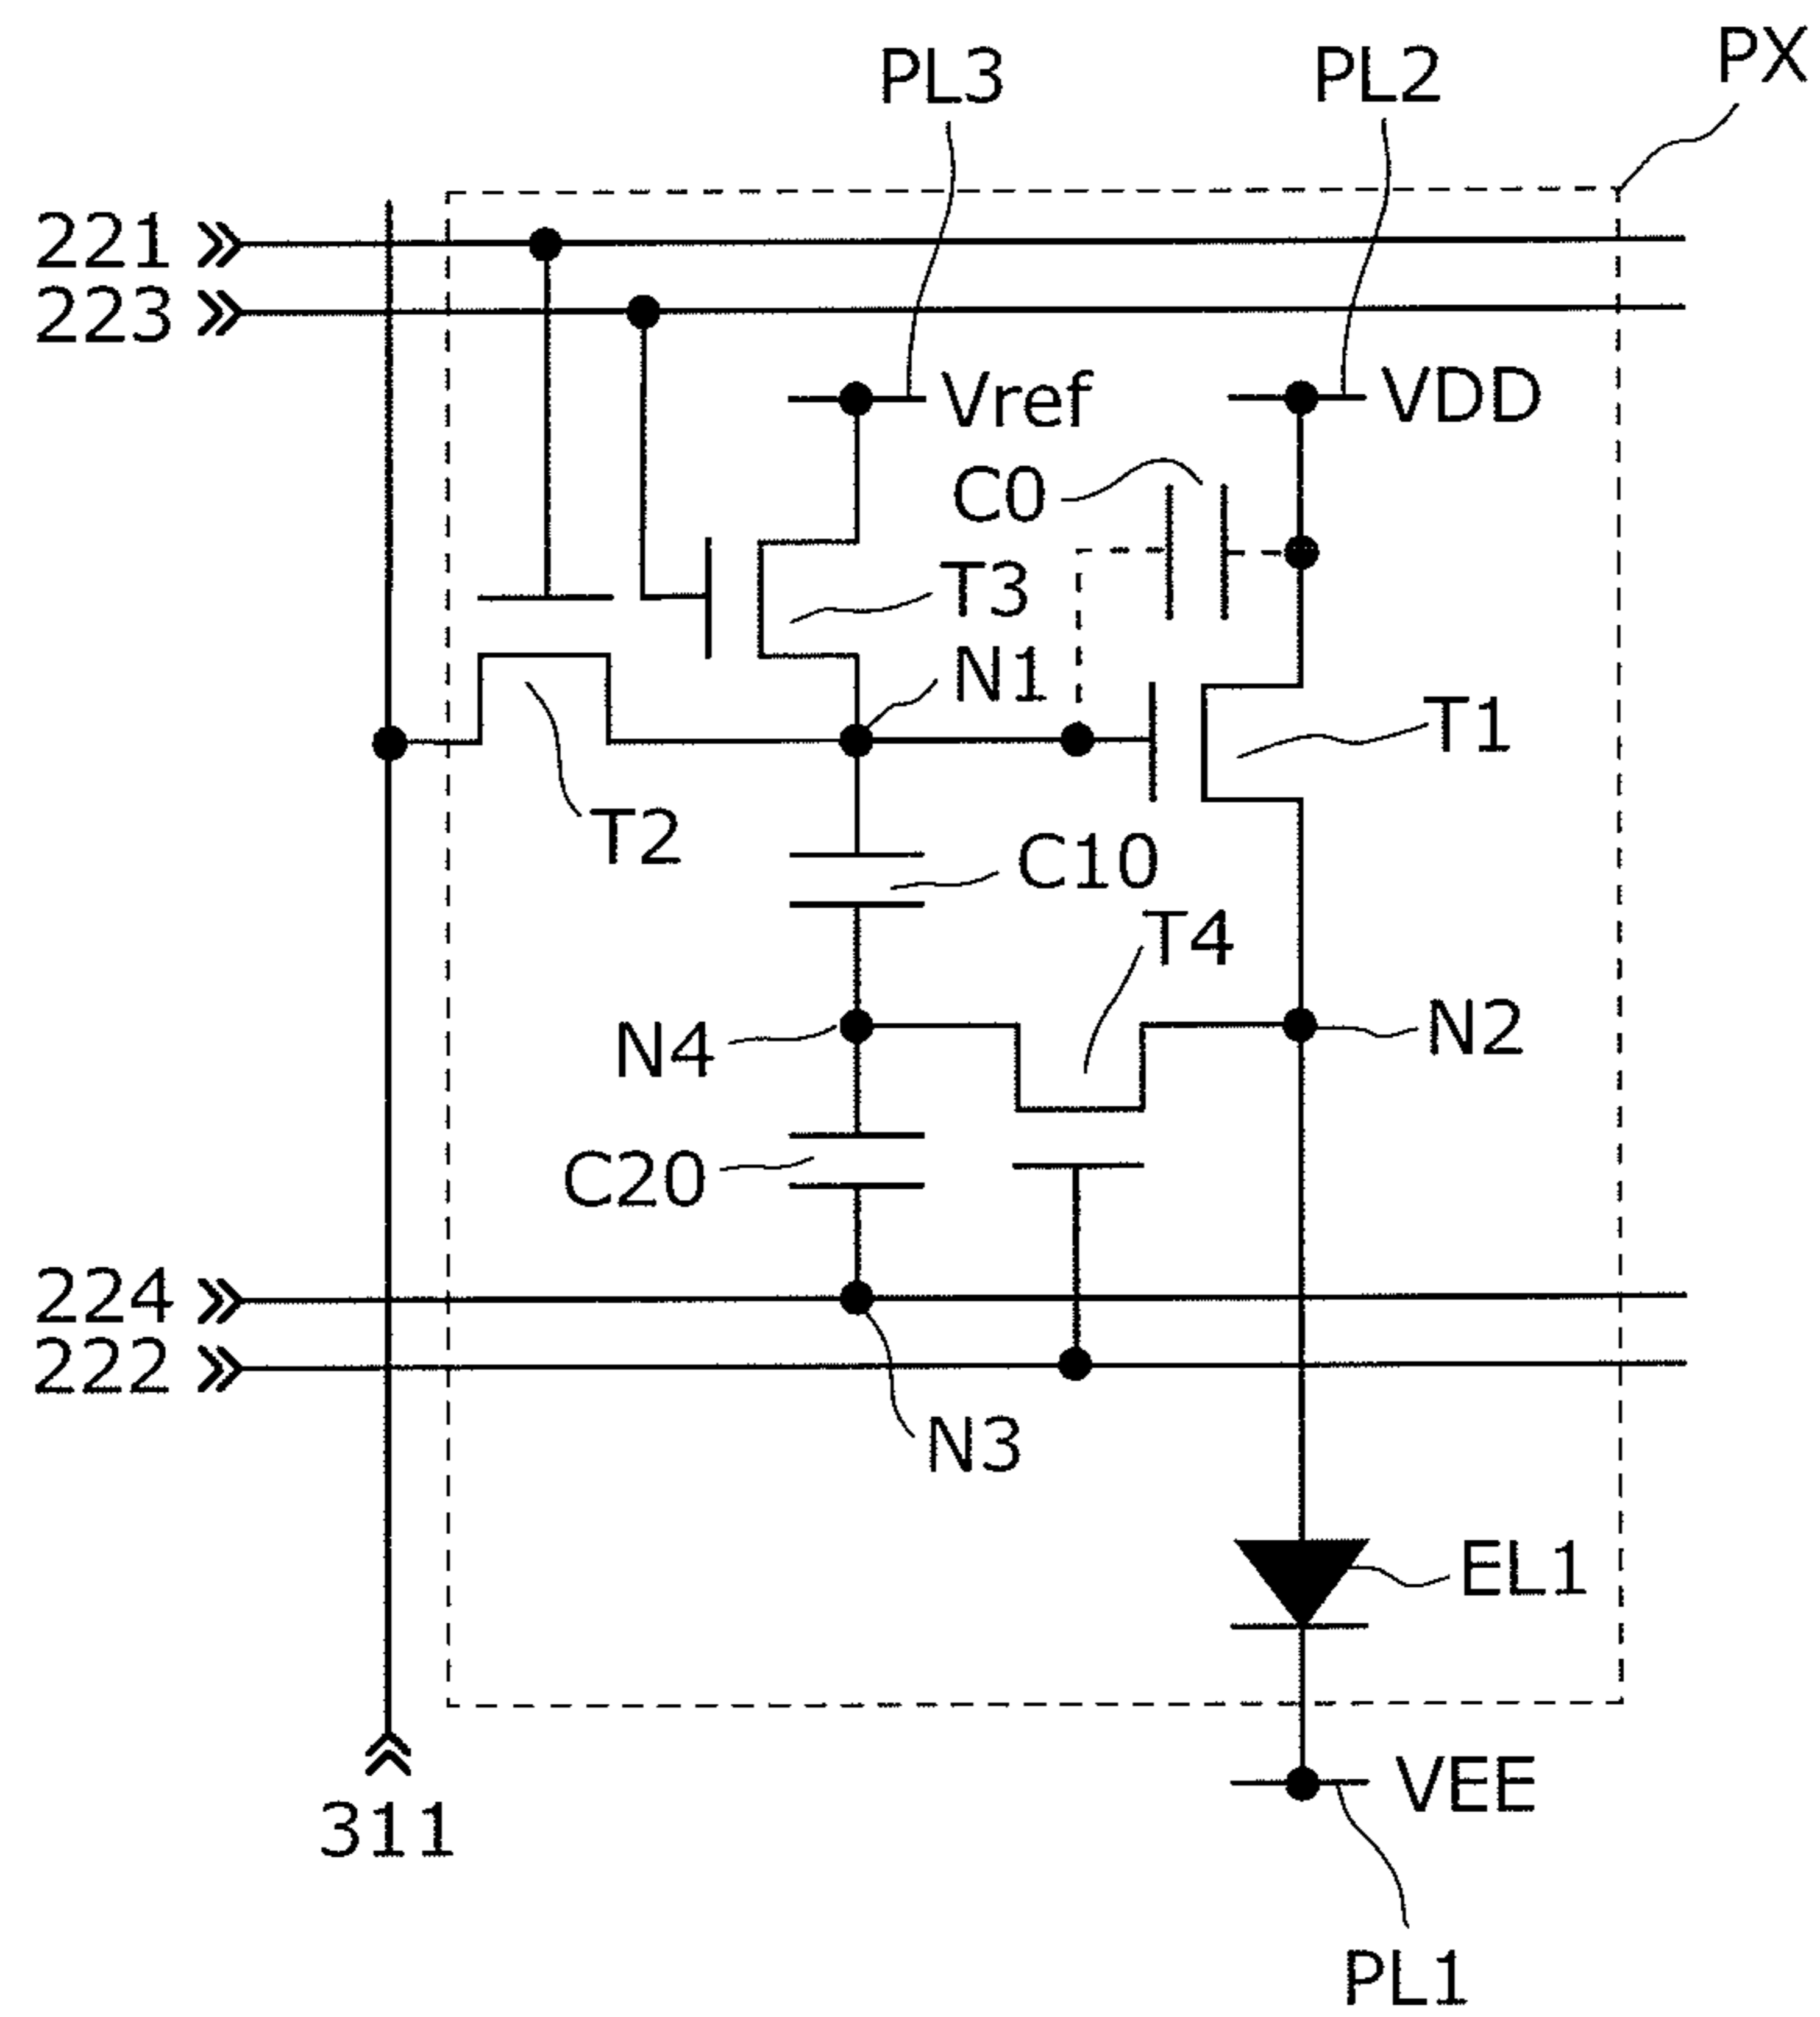 PL3 PL2 PX
221
223
Vref VDD
C0
T3
N1
T1
T2
C10
T4
N4 N2
C20
224
222
N3
EL1
VEE
311
PL1